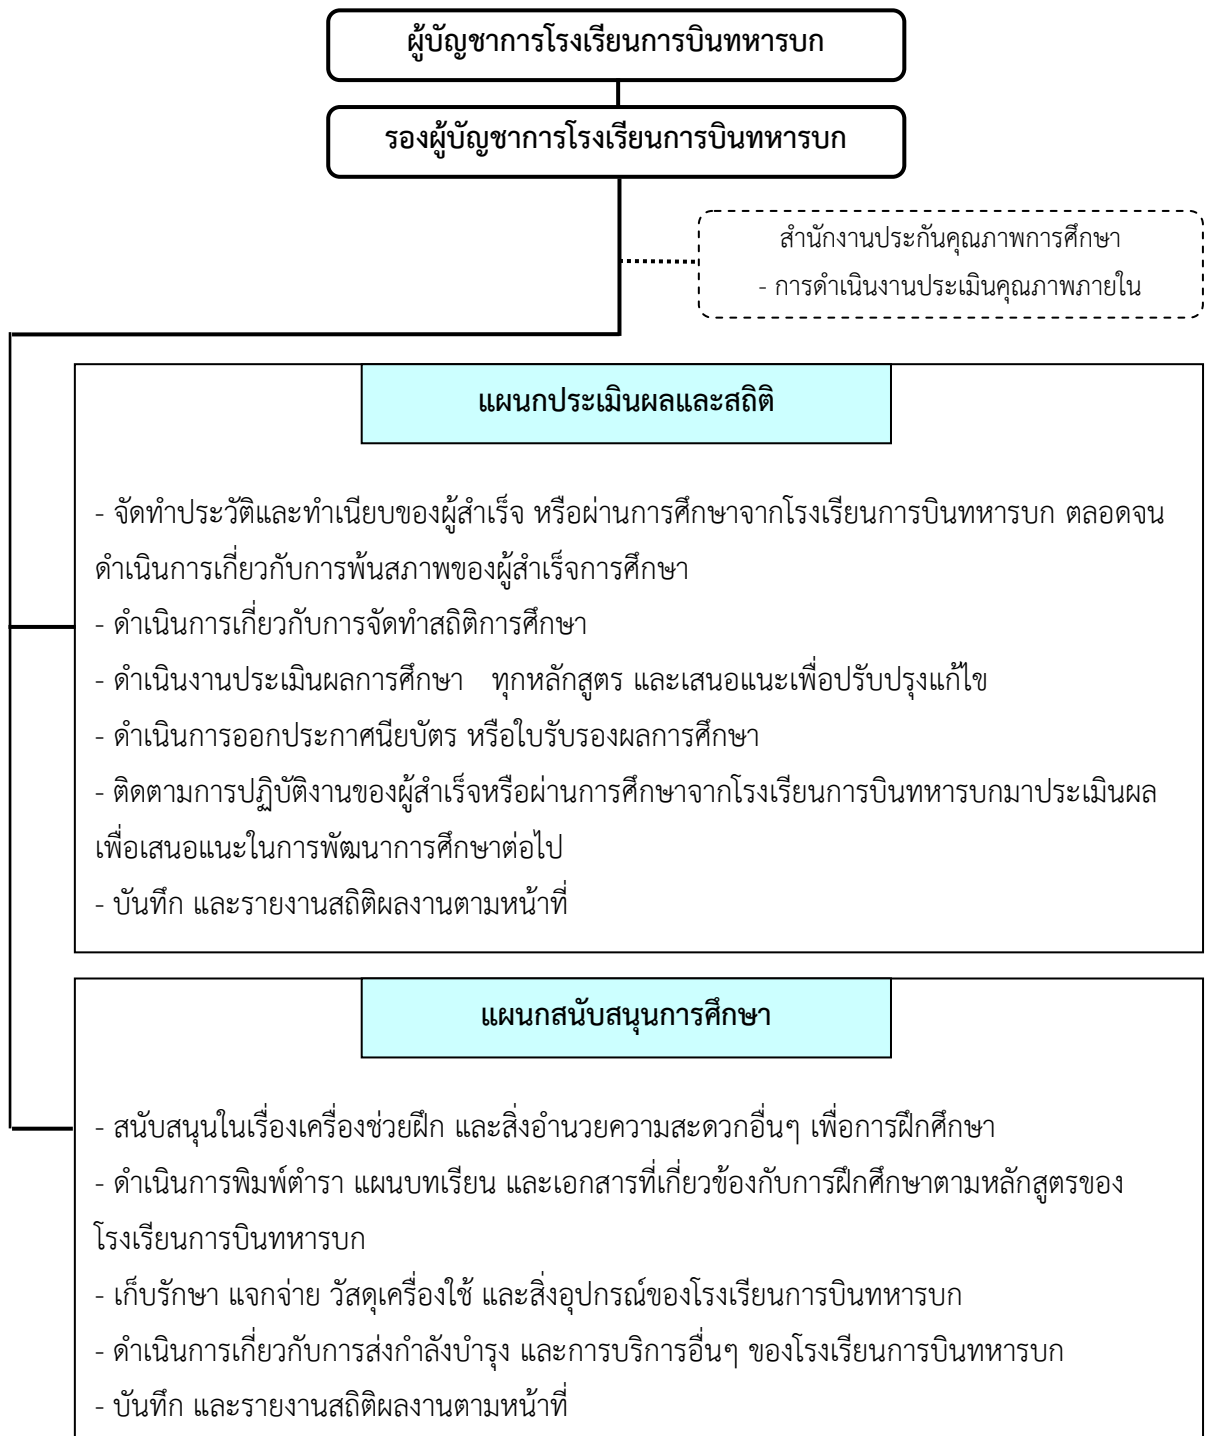 ผู้บัญชาการโรงเรียนการบินทหารบก
รองผู้บัญชาการโรงเรียนการบินทหารบก
สำนักงานประกันคุณภาพการศึกษา
- การดำเนินงานประเมินคุณภาพภายใน
แผนกประเมินผลและสถิติ
- จัดทำประวัติและทำเนียบของผู้สำเร็จ หรือผ่านการศึกษาจากโรงเรียนการบินทหารบก ตลอดจน
ดำเนินการเกี่ยวกับการพ้นสภาพของผู้สำเร็จการศึกษา
- ดำเนินการเกี่ยวกับการจัดทำสถิติการศึกษา
- ดำเนินงานประเมินผลการศึกษา ทุกหลักสูตร และเสนอแนะเพื่อปรับปรุงแก้ไข
- ดำเนินการออกประกาศนียบัตร หรือใบรับรองผลการศึกษา
- ติดตามการปฏิบัติงานของผู้สำเร็จหรือผ่านการศึกษาจากโรงเรียนการบินทหารบกมาประเมินผล
เพื่อเสนอแนะในการพัฒนาการศึกษาต่อไป
- บันทึก และรายงานสถิติผลงานตามหน้าที่
แผนกสนับสนุนการศึกษา
- สนับสนุนในเรื่องเครื่องช่วยฝึก และสิ่งอำนวยความสะดวกอื่นๆ เพื่อการฝึกศึกษา
- ดำเนินการพิมพ์ตำรา แผนบทเรียน และเอกสารที่เกี่ยวข้องกับการฝึกศึกษาตามหลักสูตรของ
โรงเรียนการบินทหารบก
- เก็บรักษา แจกจ่าย วัสดุเครื่องใช้ และสิ่งอุปกรณ์ของโรงเรียนการบินทหารบก
- ดำเนินการเกี่ยวกับการส่งกำลังบำรุง และการบริการอื่นๆ ของโรงเรียนการบินทหารบก
- บันทึก และรายงานสถิติผลงานตามหน้าที่